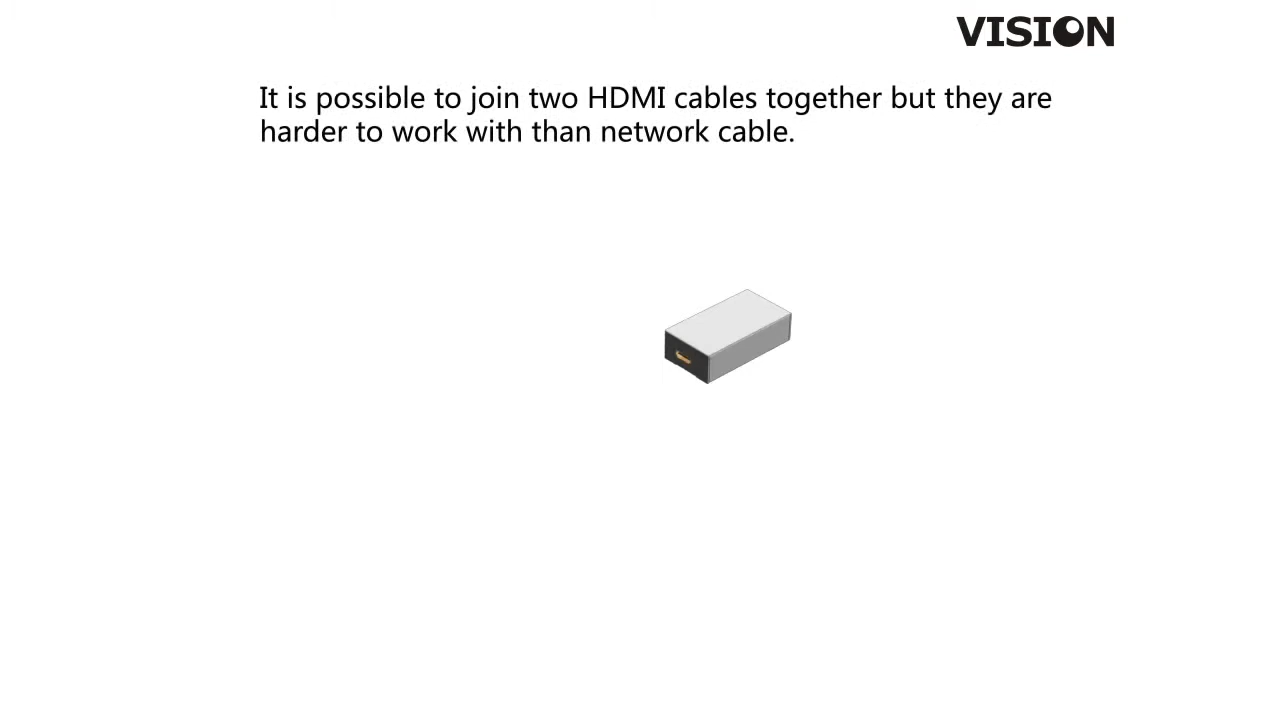 VISION
It is possible to join two HDMI cables together but they are
harder to work with than network cable.